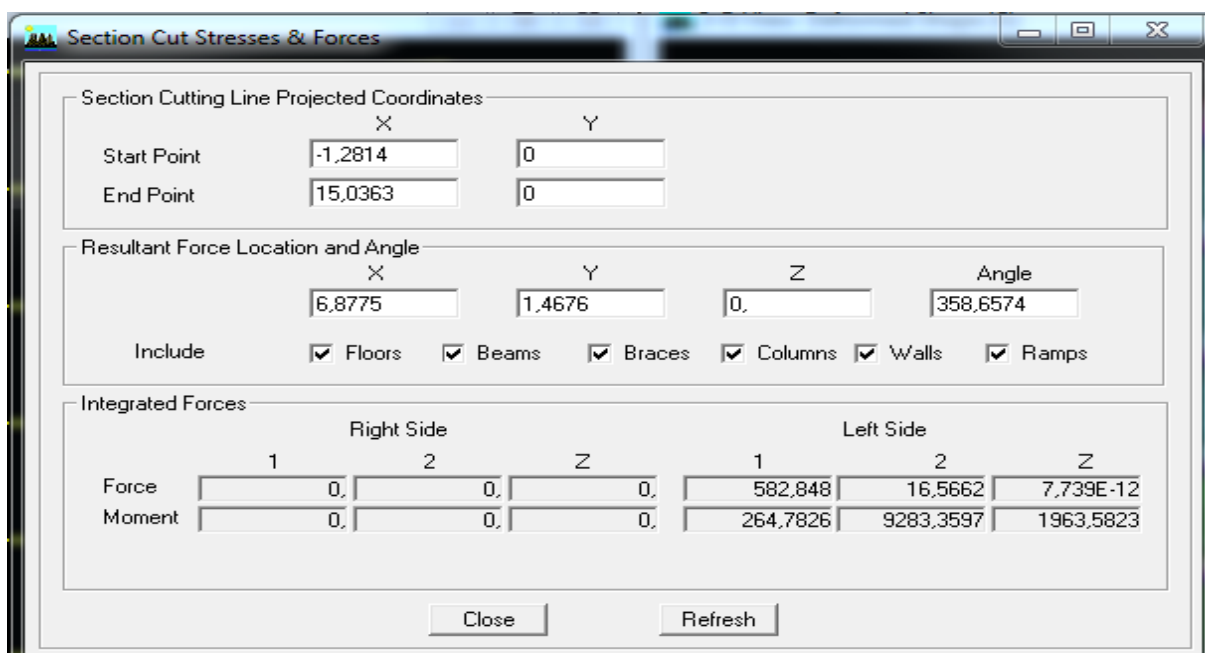 Section Cut Stresses & Forces
Section Cutting Line Projected Coordinates
X Y
Start Point -1,2814 0
End Point 15,0363 0
Resultant Force Location and Angle
X Y Z Angle
6,8775 1,4676 0, 358,6574
Include Floors Beams Braces Columns Walls Ramps
Integrated Forces
Right Side Left Side
1 2 Z 1 2 Z
Force 0, 0, 0, 582,848 16,5662 7,739E-12
Moment 0, 0, 0, 264,7826 9283,3597 1963,5823
Close Refresh